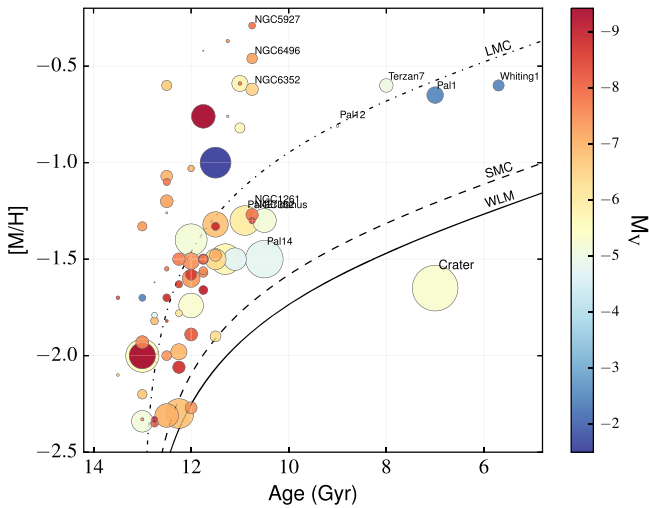 NGC5927
NGC6496
NGC6352
LMC
Terzan7
Pal1
Whiting1
Pal12
SMC
WLM
NGC1261
Pal14
Crater
−0.5
−1.0
−1.5
−2.0
−2.5
[M/H]
14
12
10
8
6
Age (Gyr)
−9
−8
−7
−6
−5
−4
−3
−2
M_V